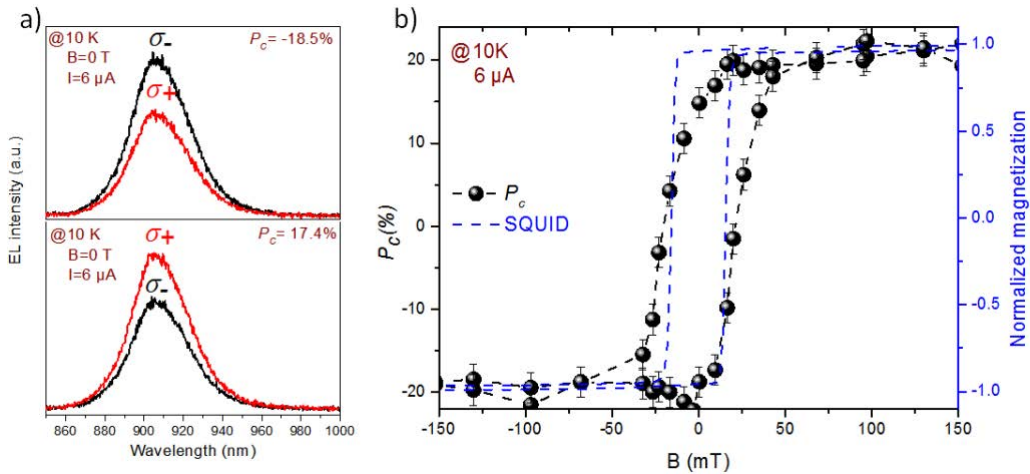 a)
@10 K
B=0 T
I=6 µA
σ-
σ+
Pc= -18.5%
@10 K
B=0 T
I=6 µA
σ+
σ-
Pc= 17.4%
EL intensity (a.u.)
860 880 900 920 940 960 980 1000
Wavelength (nm)
b)
@10K
6 µA
Pc
SQUID
Pc(%)
20
10
0
-10
-20
-150 -100 -50 0 50 100 150
B (mT)
1.0
0.5
0.0
-0.5
-1.0
Normalized magnetization